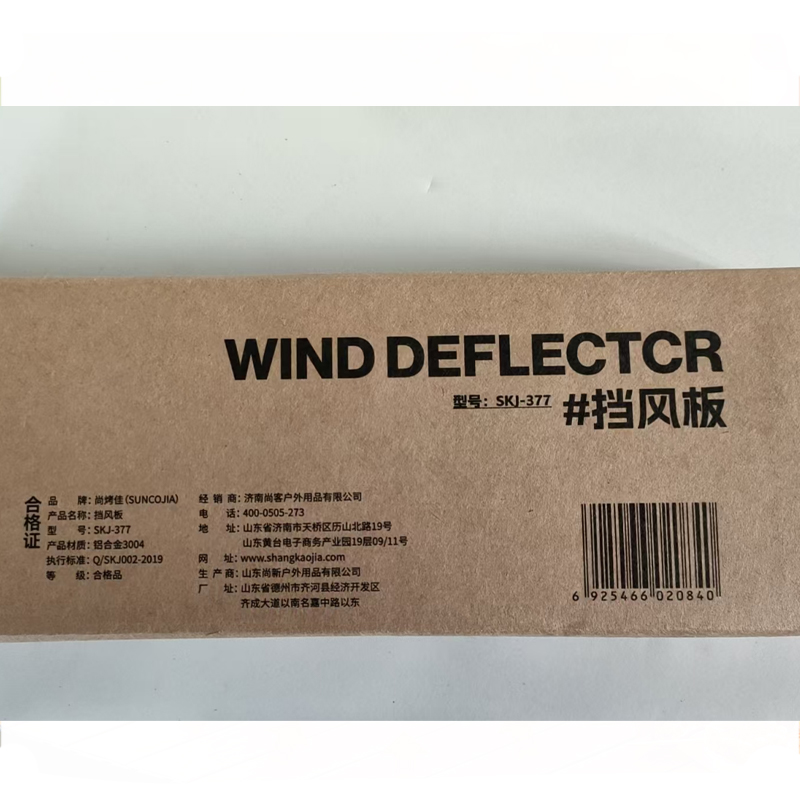 WIND DEFLECTCR
型号：SKJ-377 #挡风板
合格证
品 牌：尚烤佳(SUNCOJIA)
产品名称：挡风板
型 号：SKJ-377
产品材质：铝合金3004
执行标准：Q/SKJ002-2019
等 级：合格品
经 销 商：济南尚客户外用品有限公司
电 话：400-0505-273
地 址：山东省济南市天桥区历山北路19号
山东黄台电子商务产业园19层09/11号
网 址：www.shangkaojia.com
生 产 商：山东尚新户外用品有限公司
厂 址：山东省德州市齐河县经济开发区
齐成大道以南名嘉中路以东
6 925466 020840